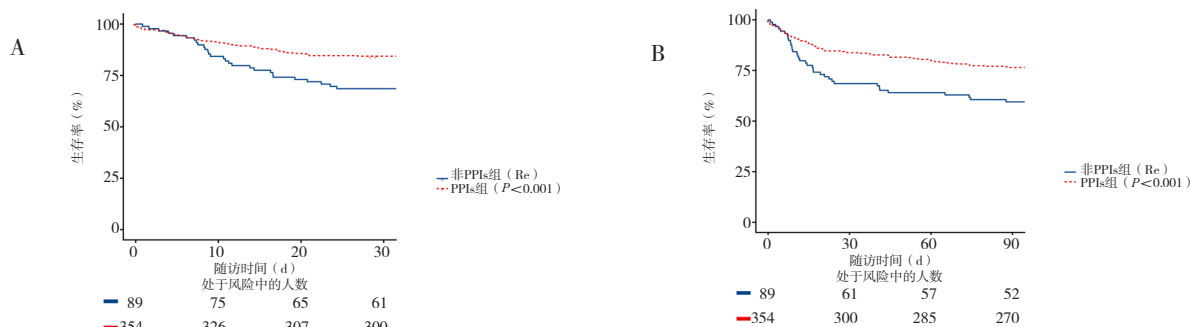 A
100
75
50
25
0
生存率（%）
0 10 20 30
随访时间（d）
处于风险中的人数
89 75 65 61
354 326 307 300
非PPIs组（Re）
PPIs组（P＜0.001）
B
100
75
50
25
0
生存率（%）
0 30 60 90
随访时间（d）
处于风险中的人数
89 61 57 52
354 300 285 270
非PPIs组（Re）
PPIs组（P＜0.001）